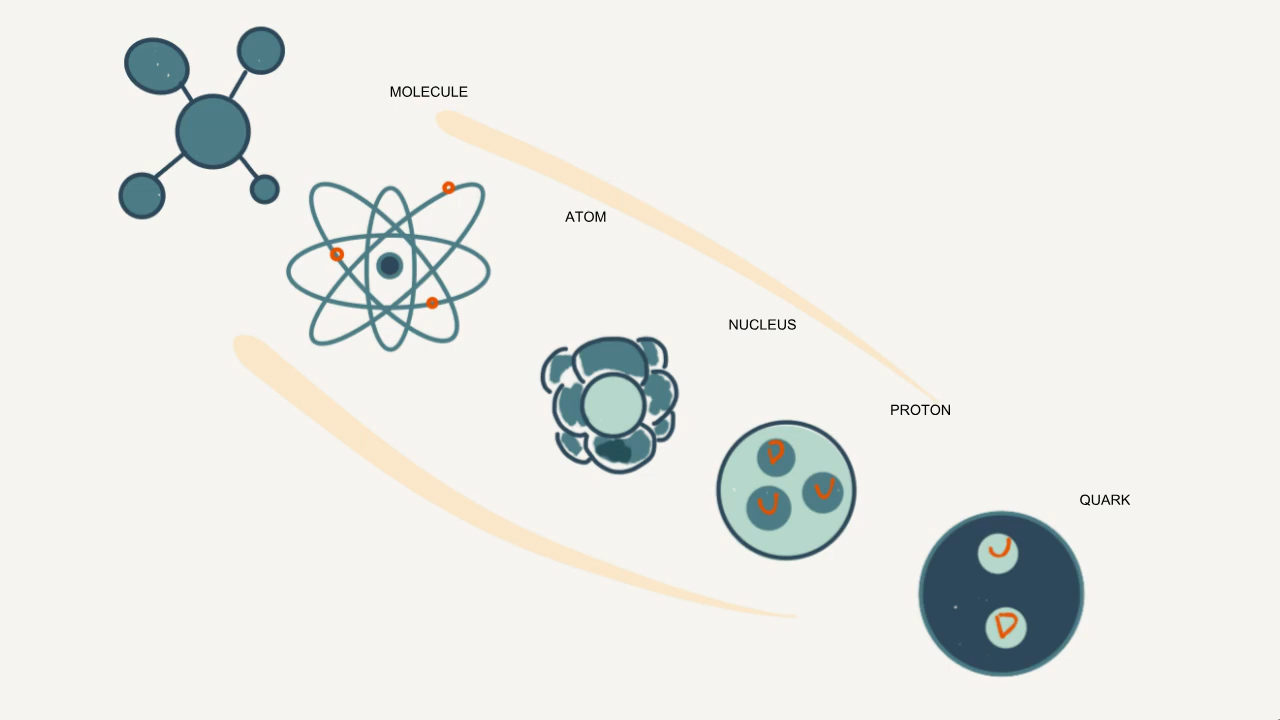 MOLECULE
ATOM
NUCLEUS
PROTON
D
U
U
QUARK
U
D